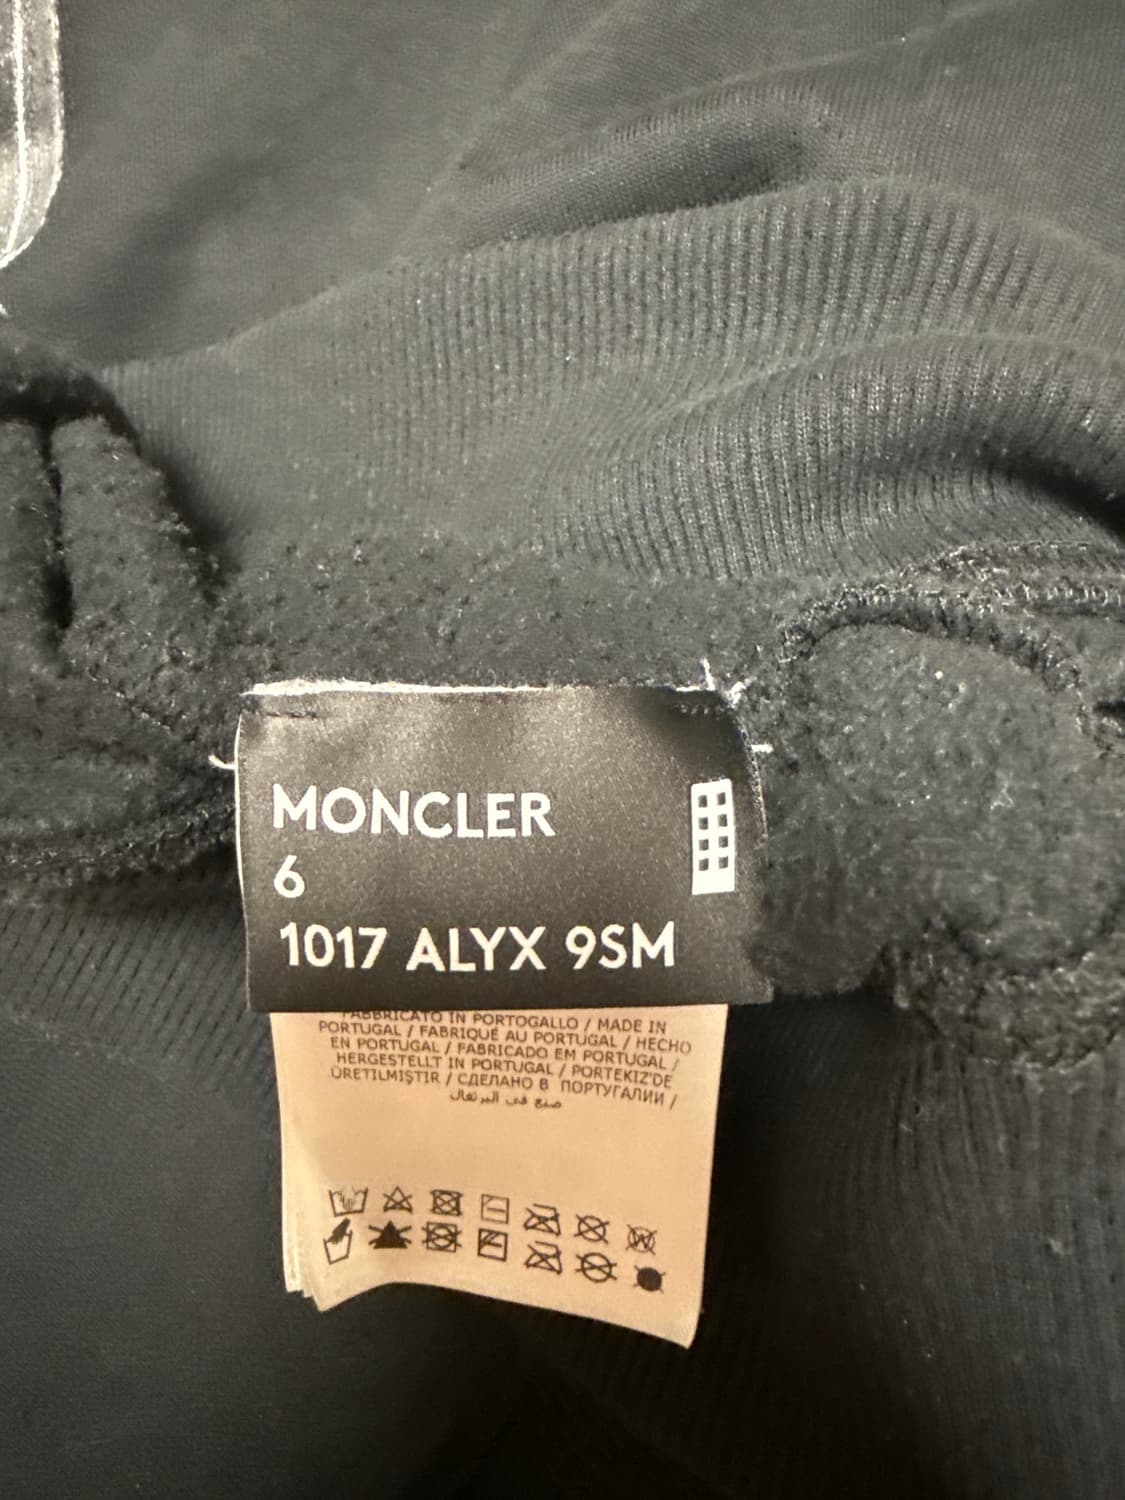 MONCLER
6
1017 ALYX 9SM
FABBRICATO IN PORTOGALLO / MADE IN
PORTUGAL / FABRIQUÉ AU PORTUGAL / HECHO
EN PORTUGAL / FABRICADO EM PORTUGAL /
HERGESTELLT IN PORTUGAL / PORTEKIZ'DE
ÜRETILMIŞTIR / СДЕЛАНО В ПОРТУГАЛИИ /
صنع في البرتغال